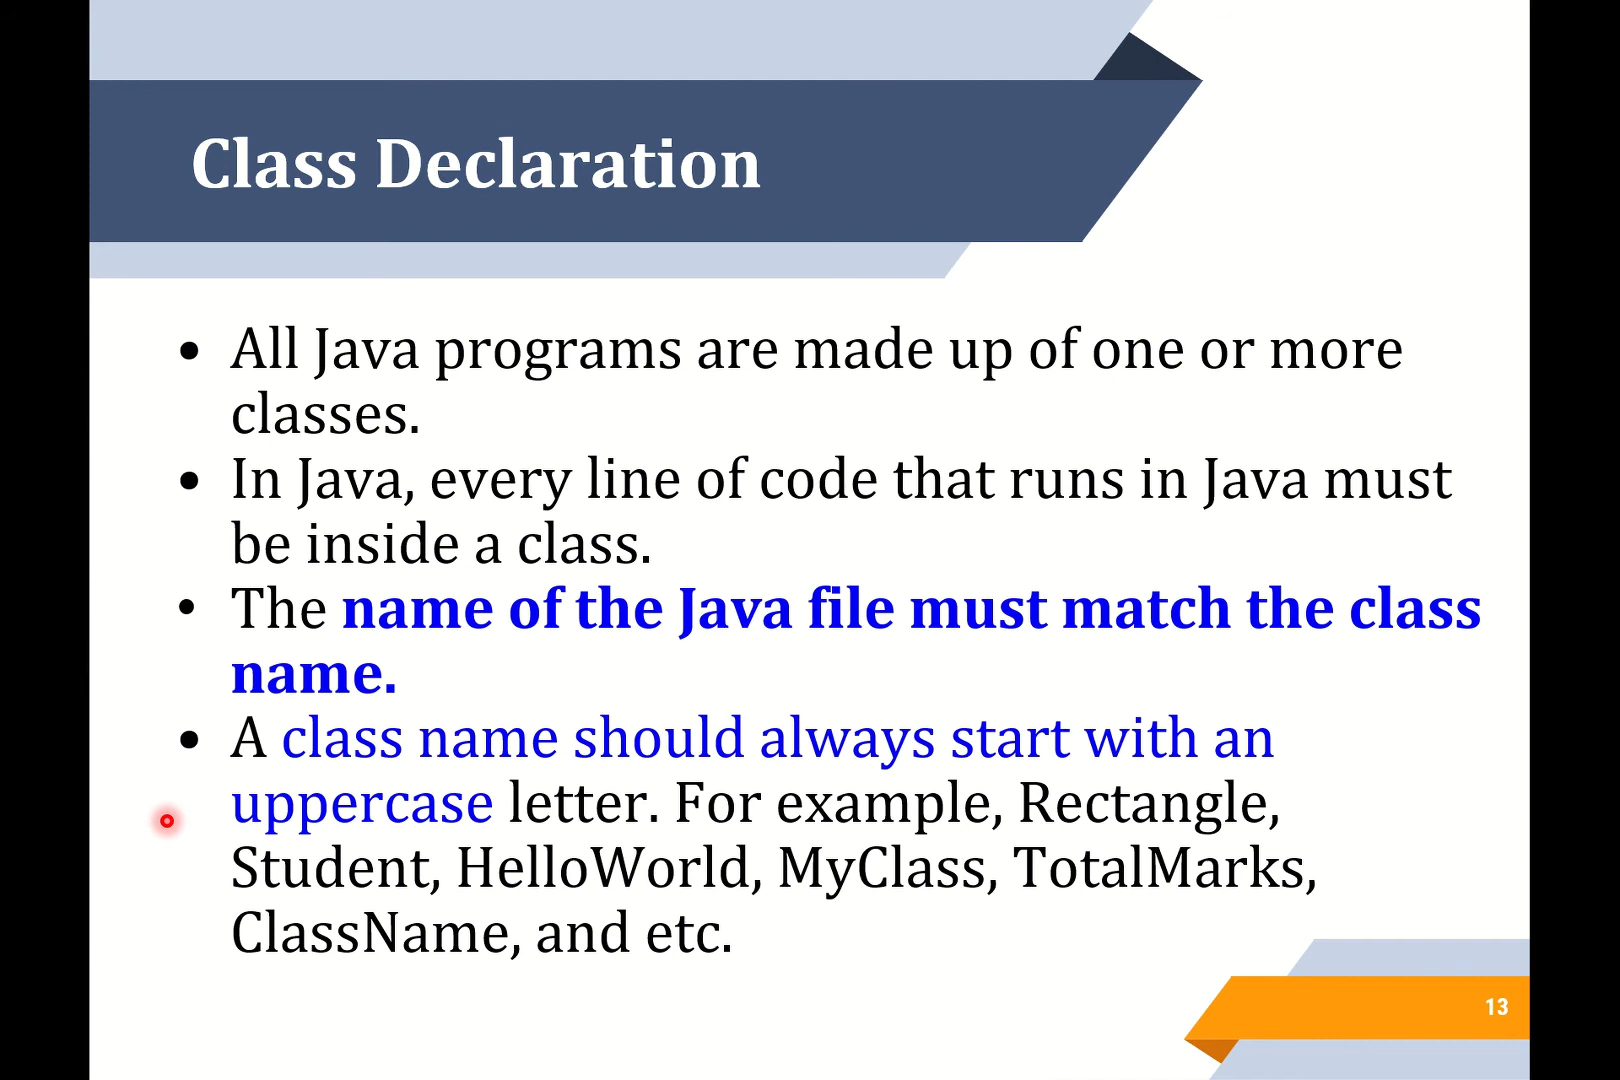 Class Declaration
• All Java programs are made up of one or more
classes.
• In Java, every line of code that runs in Java must
be inside a class.
• The name of the Java file must match the class
name.
• A class name should always start with an
uppercase letter. For example, Rectangle,
Student, HelloWorld, MyClass, TotalMarks,
ClassName, and etc.
13